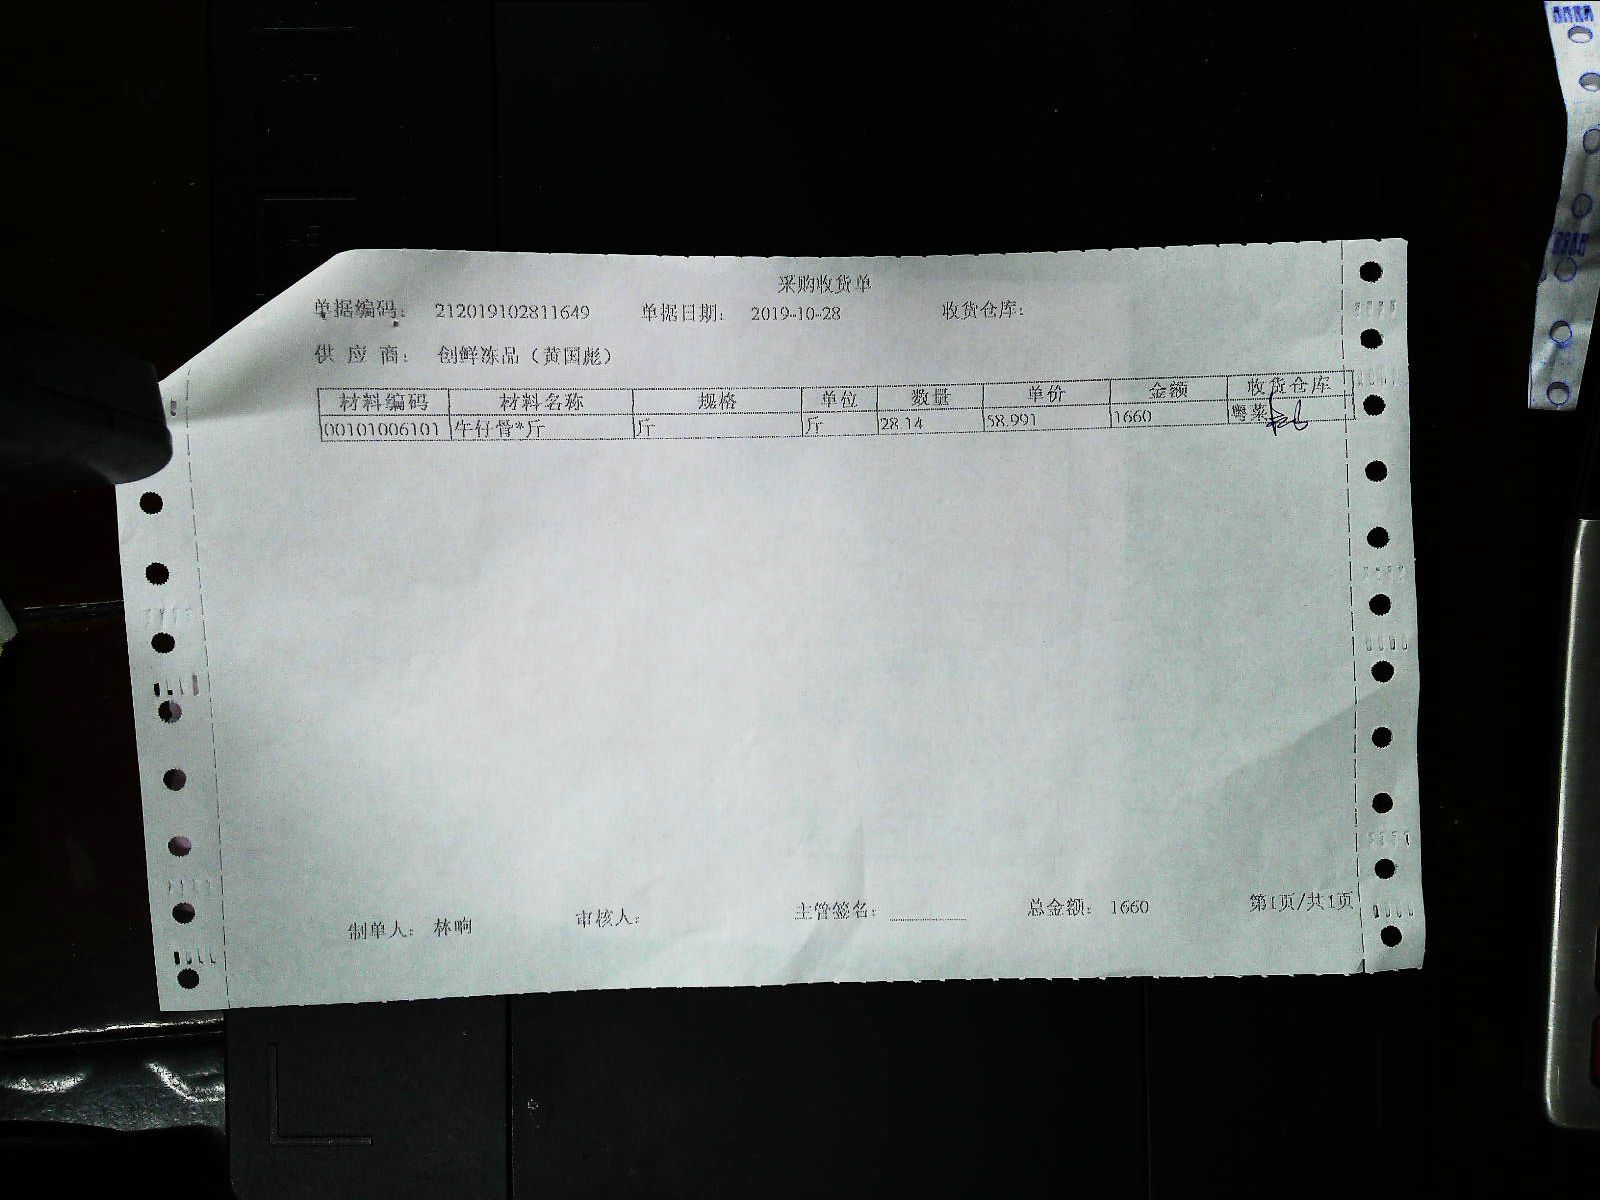 采购收货单
单据编码： 212019102811649 单据日期： 2019-10-28 收货仓库：
供 应 商： 创鲜冻品（黄国彪）
材料编码 材料名称 规格 单位 数量 单价 金额 收货仓库
00101006101 牛仔骨*斤 斤 斤 28.14 58.991 1660 粤菜
制单人： 林响 审核人： 主管签名： 总金额： 1660 第1页/共1页